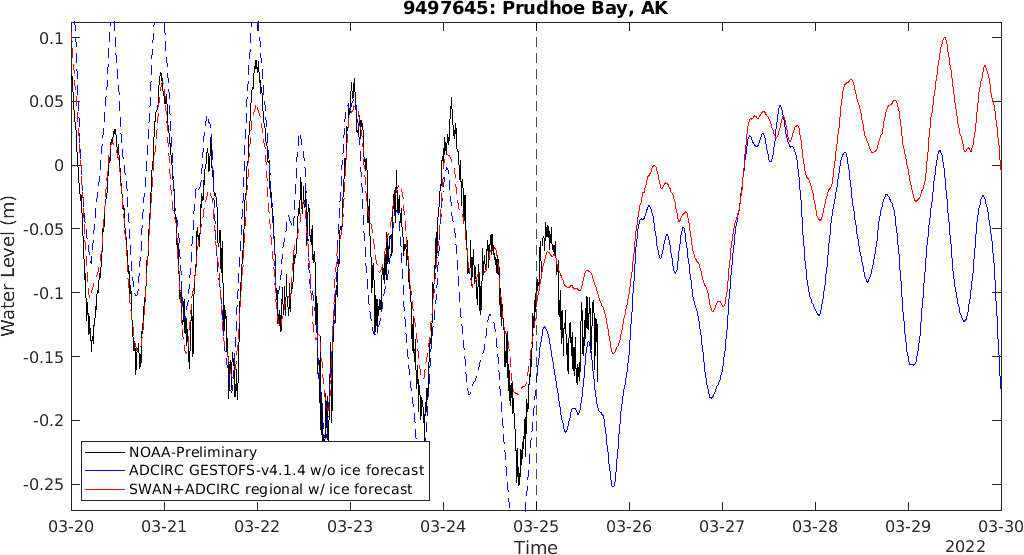 9497645: Prudhoe Bay, AK
Water Level (m)
0.1
0.05
0
-0.05
-0.1
-0.15
-0.2
-0.25
NOAA-Preliminary
ADCIRC GESTOFS-v4.1.4 w/o ice forecast
SWAN+ADCIRC regional w/ ice forecast
03-20 03-21 03-22 03-23 03-24 03-25 03-26 03-27 03-28 03-29 03-30
Time
2022